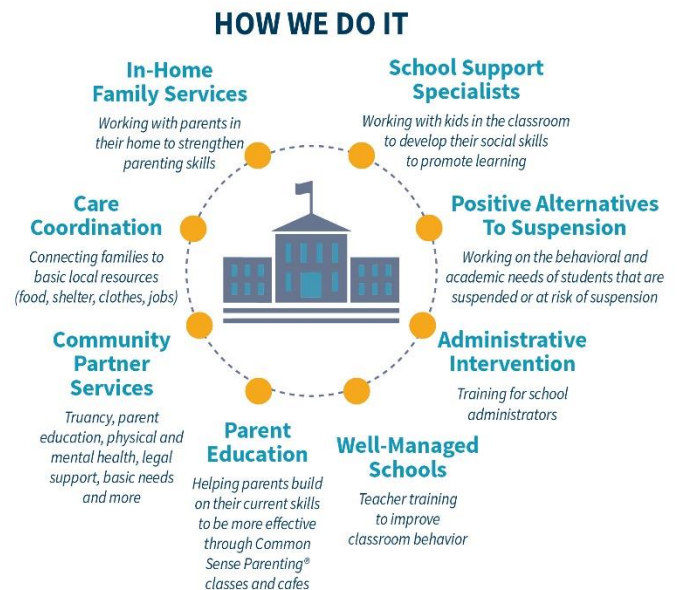 HOW WE DO IT
In-Home
Family Services
Working with parents in
their home to strengthen
parenting skills
School Support
Specialists
Working with kids in the classroom
to develop their social skills
to promote learning
Care
Coordination
Connecting families to
basic local resources
(food, shelter, clothes, jobs)
Positive Alternatives
To Suspension
Working on the behavioral and
academic needs of students that are
suspended or at risk of suspension
Community
Partner
Services
Truancy, parent
education, physical and
mental health, legal
support, basic needs
and more
Administrative
Intervention
Training for school
administrators
Parent
Education
Helping parents build
on their current skills
to be more effective
through Common
Sense Parenting®
classes and cafes
Well-Managed
Schools
Teacher training
to improve
classroom behavior